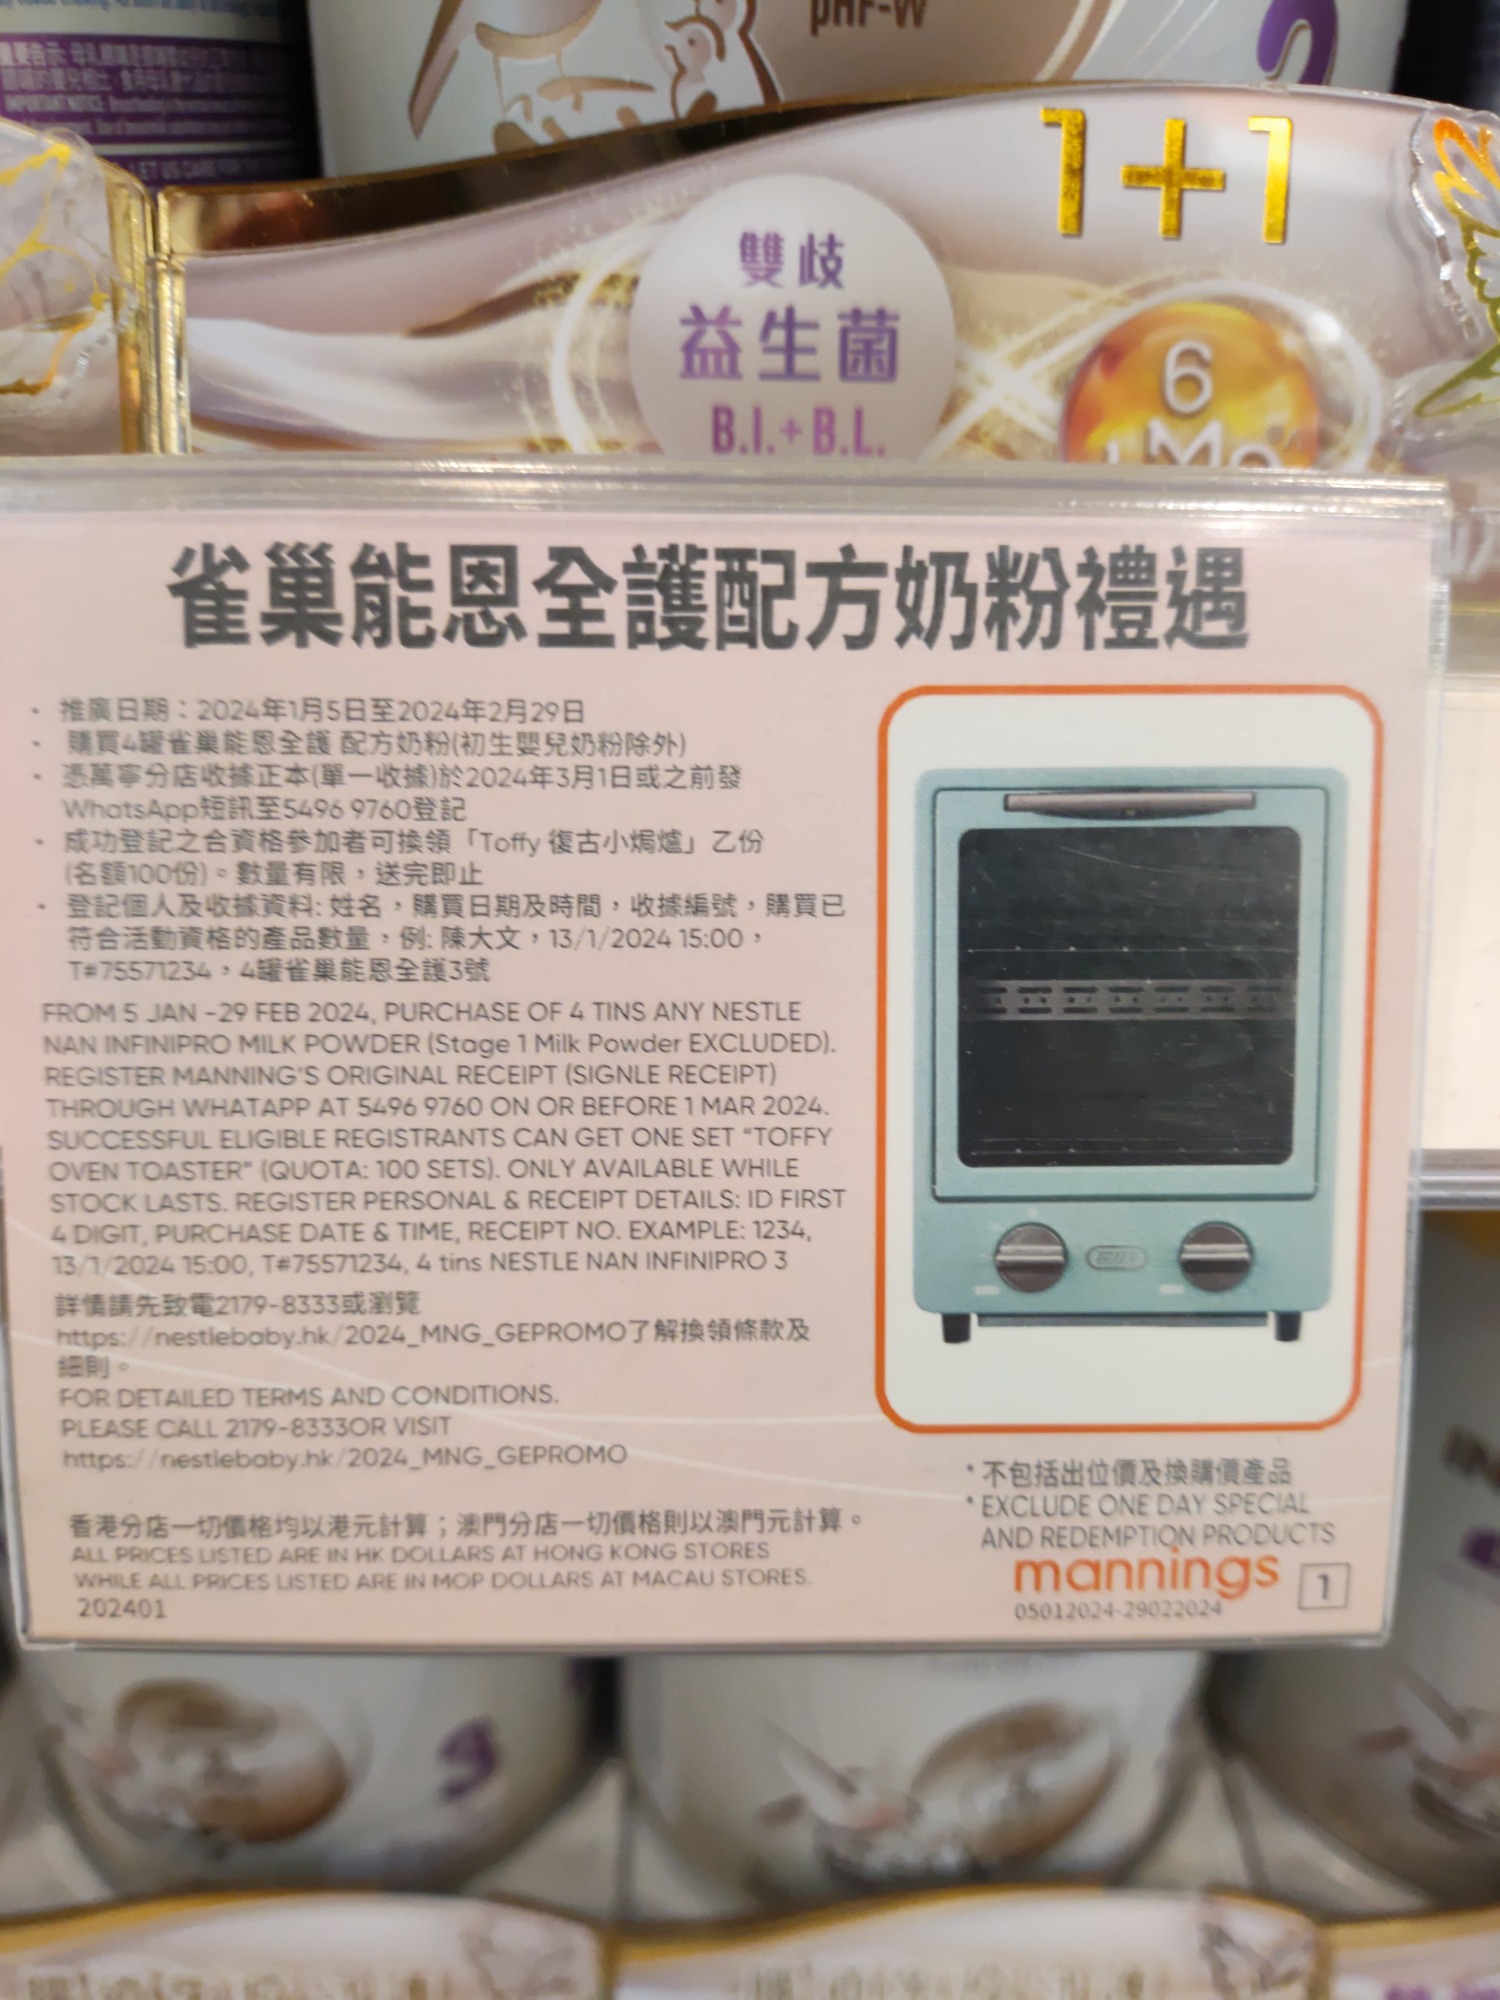 pHF-W
2
IMPORTANT NOTICE
LET US CARE FOR
1+1
雙歧
益生菌
B.I.+B.L.
6
雀巢能恩全護配方奶粉禮遇
· 推廣日期：2024年1月5日至2024年2月29日
· 購買4罐雀巢能恩全護 配方奶粉(初生嬰兒奶粉除外)
· 憑萬寧分店收據正本(單一收據)於2024年3月1日或之前發
WhatsApp短訊至5496 9760登記
· 成功登記之合資格參加者可換領「Toffy 復古小焗爐」乙份
(名額100份)。數量有限，送完即止
· 登記個人及收據資料: 姓名，購買日期及時間，收據編號，購買已
符合活動資格的產品數量，例: 陳大文，13/1/2024 15:00，
T#75571234，4罐雀巢能恩全護3號
FROM 5 JAN -29 FEB 2024, PURCHASE OF 4 TINS ANY NESTLE
NAN INFINIPRO MILK POWDER (Stage 1 Milk Powder EXCLUDED).
REGISTER MANNING'S ORIGINAL RECEIPT (SIGNLE RECEIPT)
THROUGH WHATAPP AT 5496 9760 ON OR BEFORE 1 MAR 2024.
SUCCESSFUL ELIGIBLE REGISTRANTS CAN GET ONE SET "TOFFY
OVEN TOASTER" (QUOTA: 100 SETS). ONLY AVAILABLE WHILE
STOCK LASTS. REGISTER PERSONAL & RECEIPT DETAILS: ID FIRST
4 DIGIT, PURCHASE DATE & TIME, RECEIPT NO. EXAMPLE: 1234,
13/1/2024 15:00, T#75571234, 4 tins NESTLE NAN INFINIPRO 3
詳情請先致電2179-8333或瀏覽
https://nestlebaby.hk/2024_MNG_GEPROMO了解換領條款及
細則。
FOR DETAILED TERMS AND CONDITIONS.
PLEASE CALL 2179-8333OR VISIT
https://nestlebaby.hk/2024_MNG_GEPROMO
*不包括出位價及換購價產品
*EXCLUDE ONE DAY SPECIAL
AND REDEMPTION PRODUCTS
香港分店一切價格均以港元計算；澳門分店一切價格則以澳門元計算。
ALL PRICES LISTED ARE IN HK DOLLARS AT HONG KONG STORES
WHILE ALL PRICES LISTED ARE IN MOP DOLLARS AT MACAU STORES.
202401
mannings
1
05012024-29022024
3